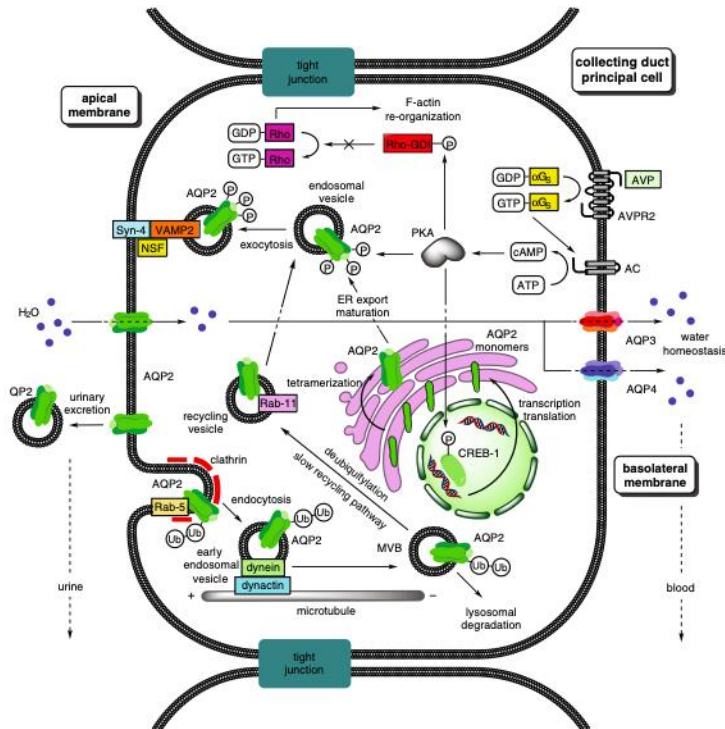 tight
junction
collecting duct
principal cell
apical
membrane
F-actin
re-organization
GDP
Rho
GTP
Rho
Rho-GDI
P
GDP
αGS
GTP
αGS
AVP
AVPR2
AQP2
P
P
P
endosomal
vesicle
AQP2
P
P
P
Syn-4
VAMP2
NSF
exocytosis
PKA
cAMP
ATP
AC
H2O
ER export
maturation
AQP2
AQP2
monomers
AQP3
water
homeostasis
AQP4
AQP2
tetramerization
transcription
translation
QP2
urinary
excretion
Rab-11
recycling
vesicle
P
CREB-1
clathrin
deubiquitylation
slow recycling pathway
basolateral
membrane
AQP2
Rab-5
endocytosis
Ub
Ub
Ub
Ub
AQP2
early
endosomal
vesicle
dynein
dynactin
MVB
AQP2
Ub
Ub
+
−
microtubule
lysosomal
degradation
urine
blood
tight
junction